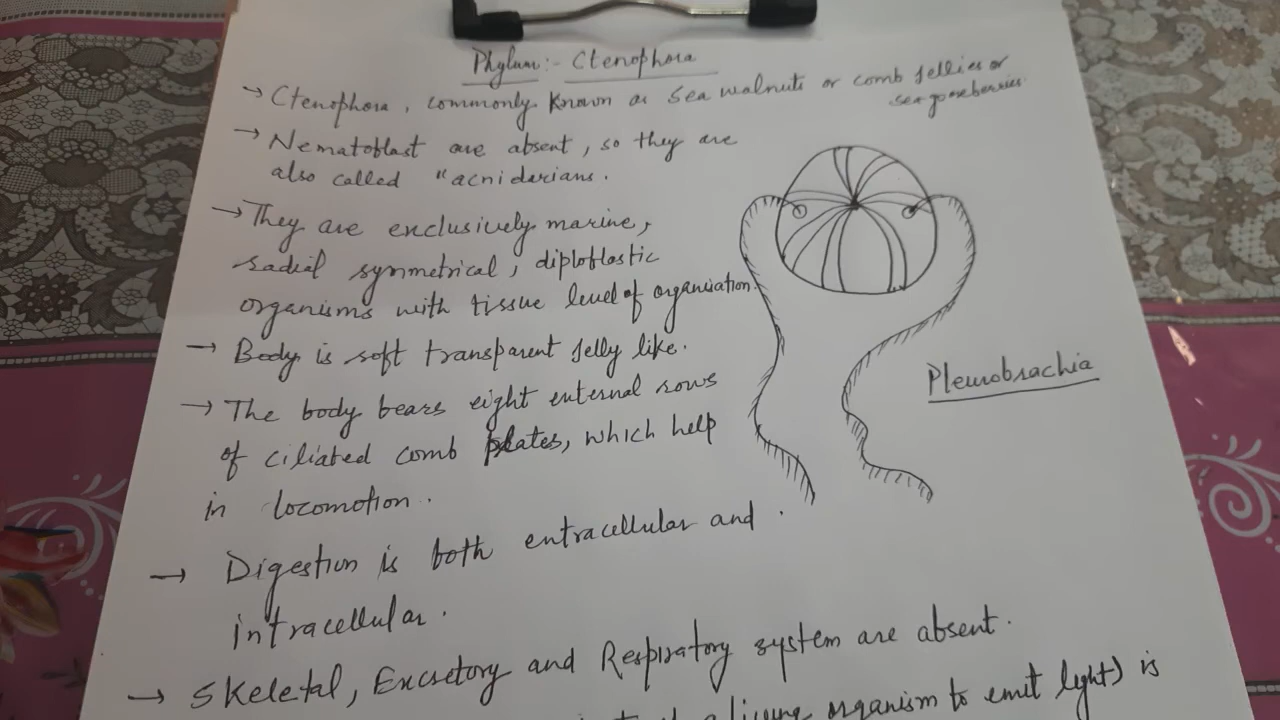 Phylum:- Ctenophora
→ Ctenophora, commonly known as sea walnuts or comb jellies or
sea gooseberries
→ Nematoblast are absent, so they are
also called "acnidarians.
→ They are exclusively marine,
radial symmetrical, diploblastic
organisms with tissue level of organisation.
→ Body is soft transparent jelly like.
→ The body bears eight external rows
of ciliated comb plates, which help
in locomotion.
Pleurobrachia
→ Digestion is both extracellular and
intracellular.
→ Skeletal, Excretory and Respiratory system are absent.
living organism to emit light) is